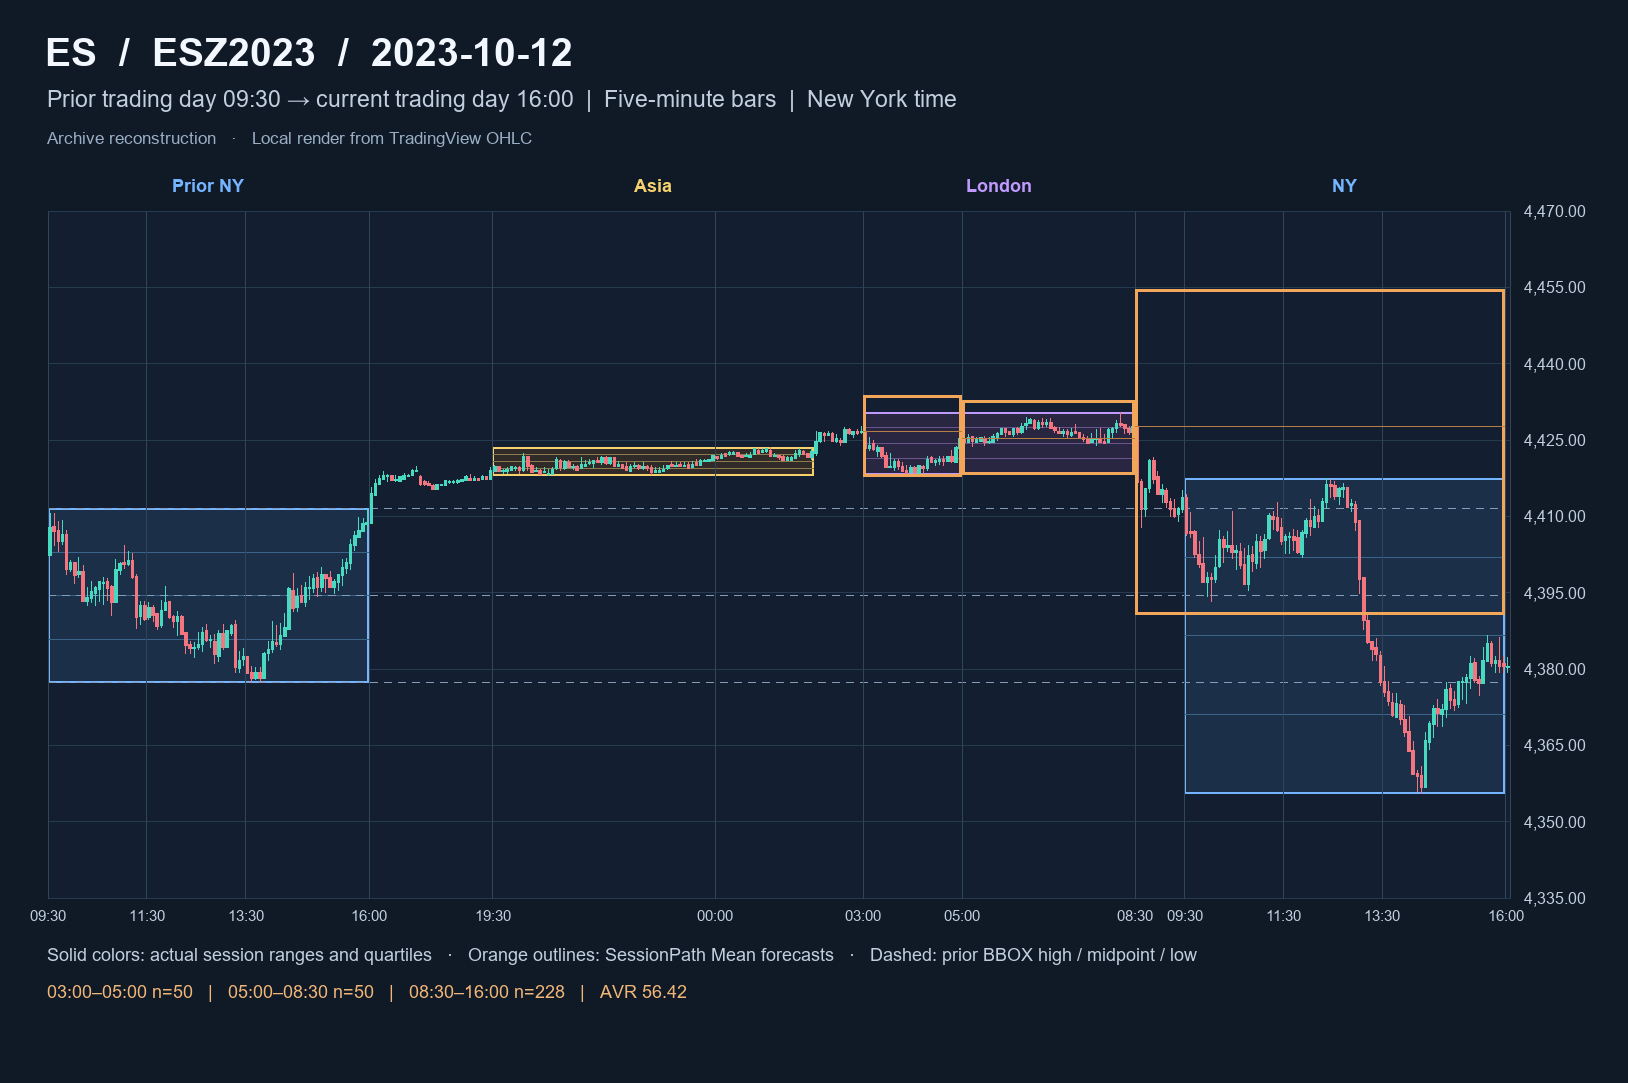 ES / ESZ2023 / 2023-10-12
Prior trading day 09:30 → current trading day 16:00 | Five-minute bars | New York time
Archive reconstruction · Local render from TradingView OHLC
Prior NY Asia London NY
4,470.00
4,455.00
4,440.00
4,425.00
4,410.00
4,395.00
4,380.00
4,365.00
4,350.00
4,335.00
09:30 11:30 13:30 16:00 19:30 00:00 03:00 05:00 08:30 09:30 11:30 13:30 16:00
Solid colors: actual session ranges and quartiles · Orange outlines: SessionPath Mean forecasts · Dashed: prior BBOX high / midpoint / low
03:00–05:00 n=50 | 05:00–08:30 n=50 | 08:30–16:00 n=228 | AVR 56.42